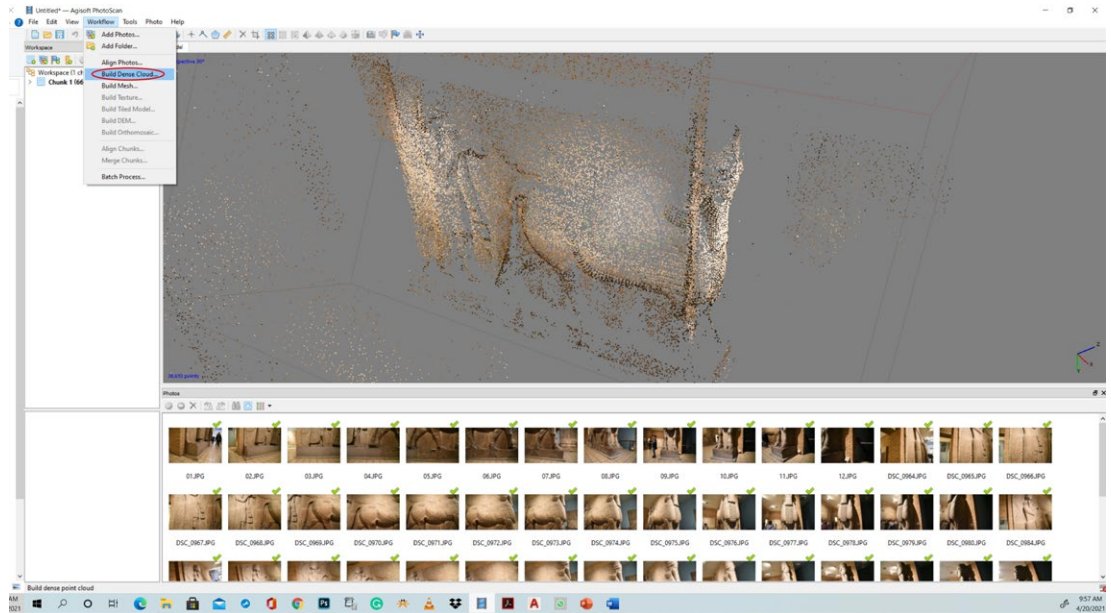 Untitled* — Agisoft PhotoScan
File Edit View Workflow Tools Photo Help
Add Photos...
Add Folder...
Align Photos...
Build Dense Cloud...
Build Mesh...
Build Texture...
Build Tiled Model...
Build DEM...
Build Orthomosaic...
Align Chunks...
Merge Chunks...
Batch Process...
Workspace
Workspace (1 ch
Chunk 1 (66
points
Z
X
Y
Photos
01.JPG 02.JPG 03.JPG 04.JPG 05.JPG 06.JPG 07.JPG 08.JPG 09.JPG 10.JPG 11.JPG 12.JPG DSC_0964.JPG DSC_0965.JPG DSC_0966.JPG
DSC_0967.JPG DSC_0968.JPG DSC_0969.JPG DSC_0970.JPG DSC_0971.JPG DSC_0972.JPG DSC_0973.JPG DSC_0974.JPG DSC_0975.JPG DSC_0976.JPG DSC_0977.JPG DSC_0978.JPG DSC_0979.JPG DSC_0980.JPG DSC_0984.JPG
Build dense point cloud
AM
2021
9:57 AM
4/20/2021